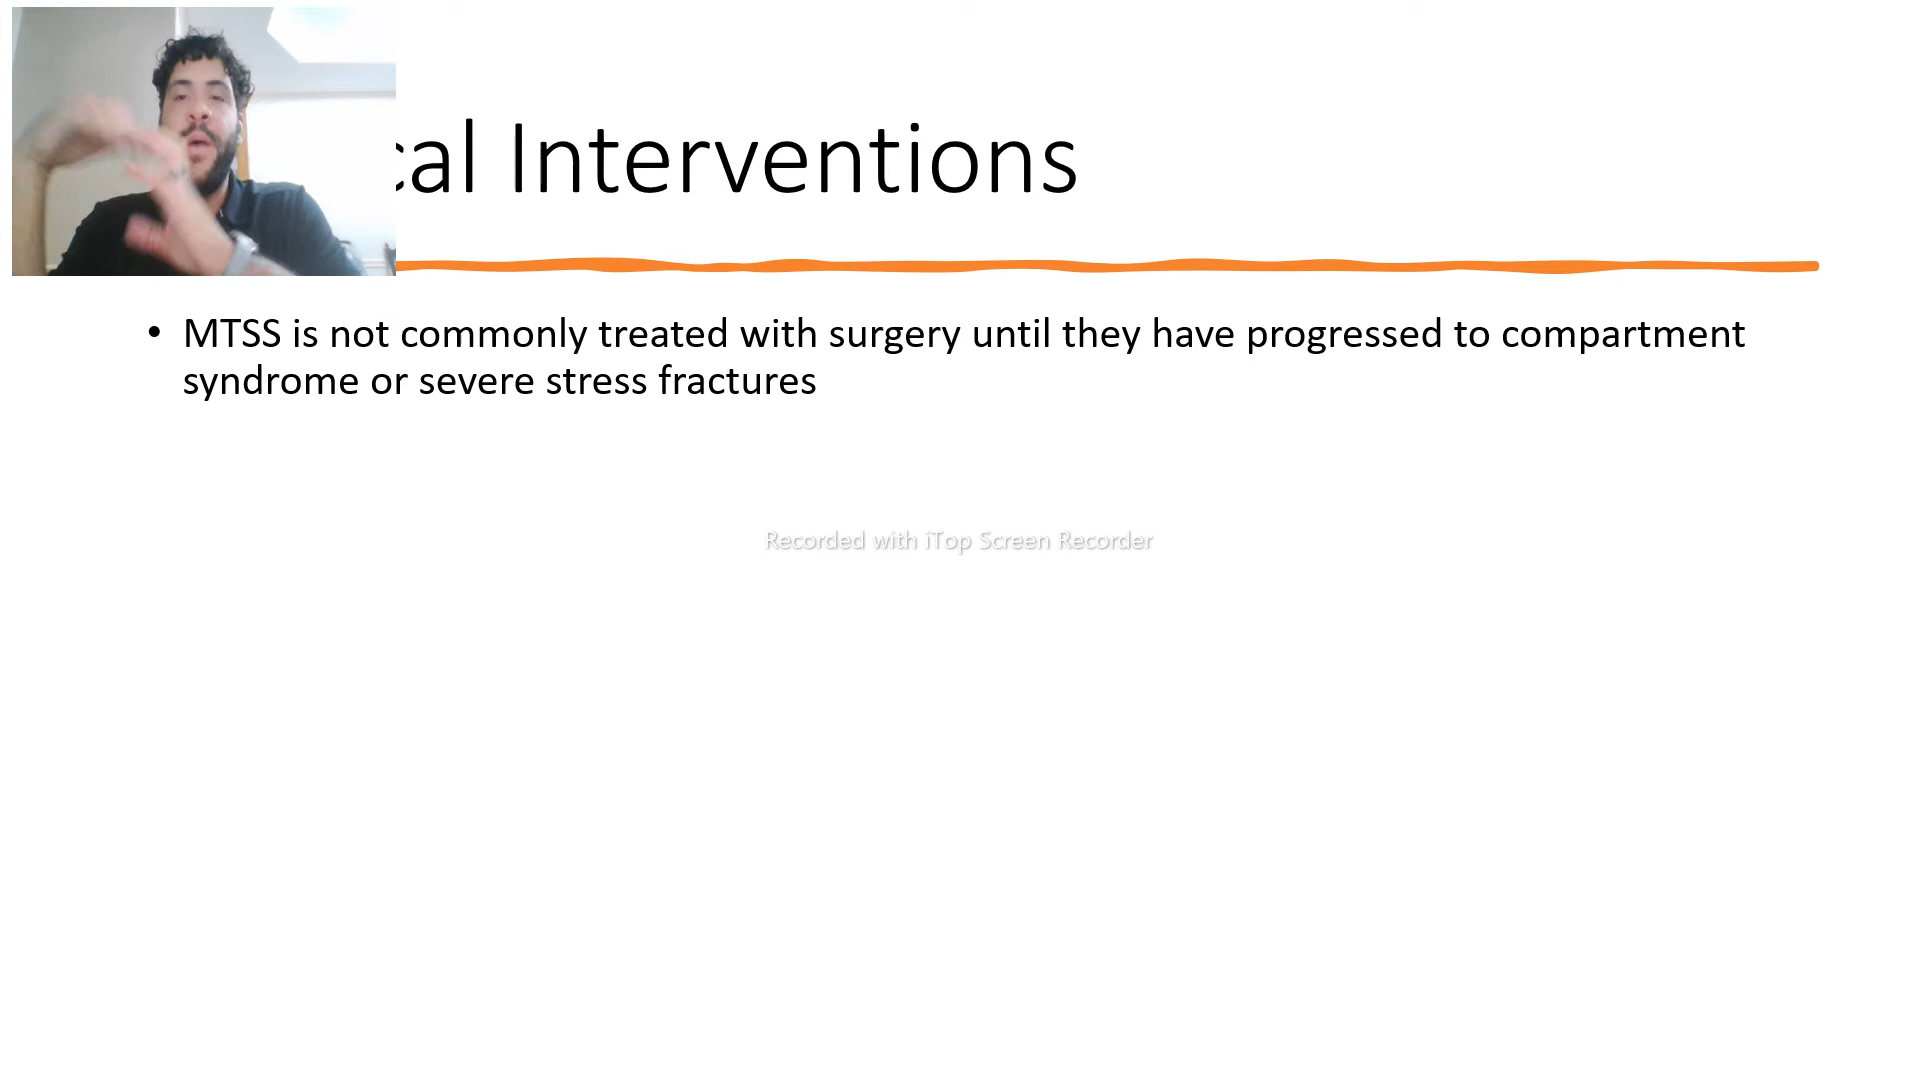 cal Interventions
• MTSS is not commonly treated with surgery until they have progressed to compartment
syndrome or severe stress fractures
Recorded with iTop Screen Recorder